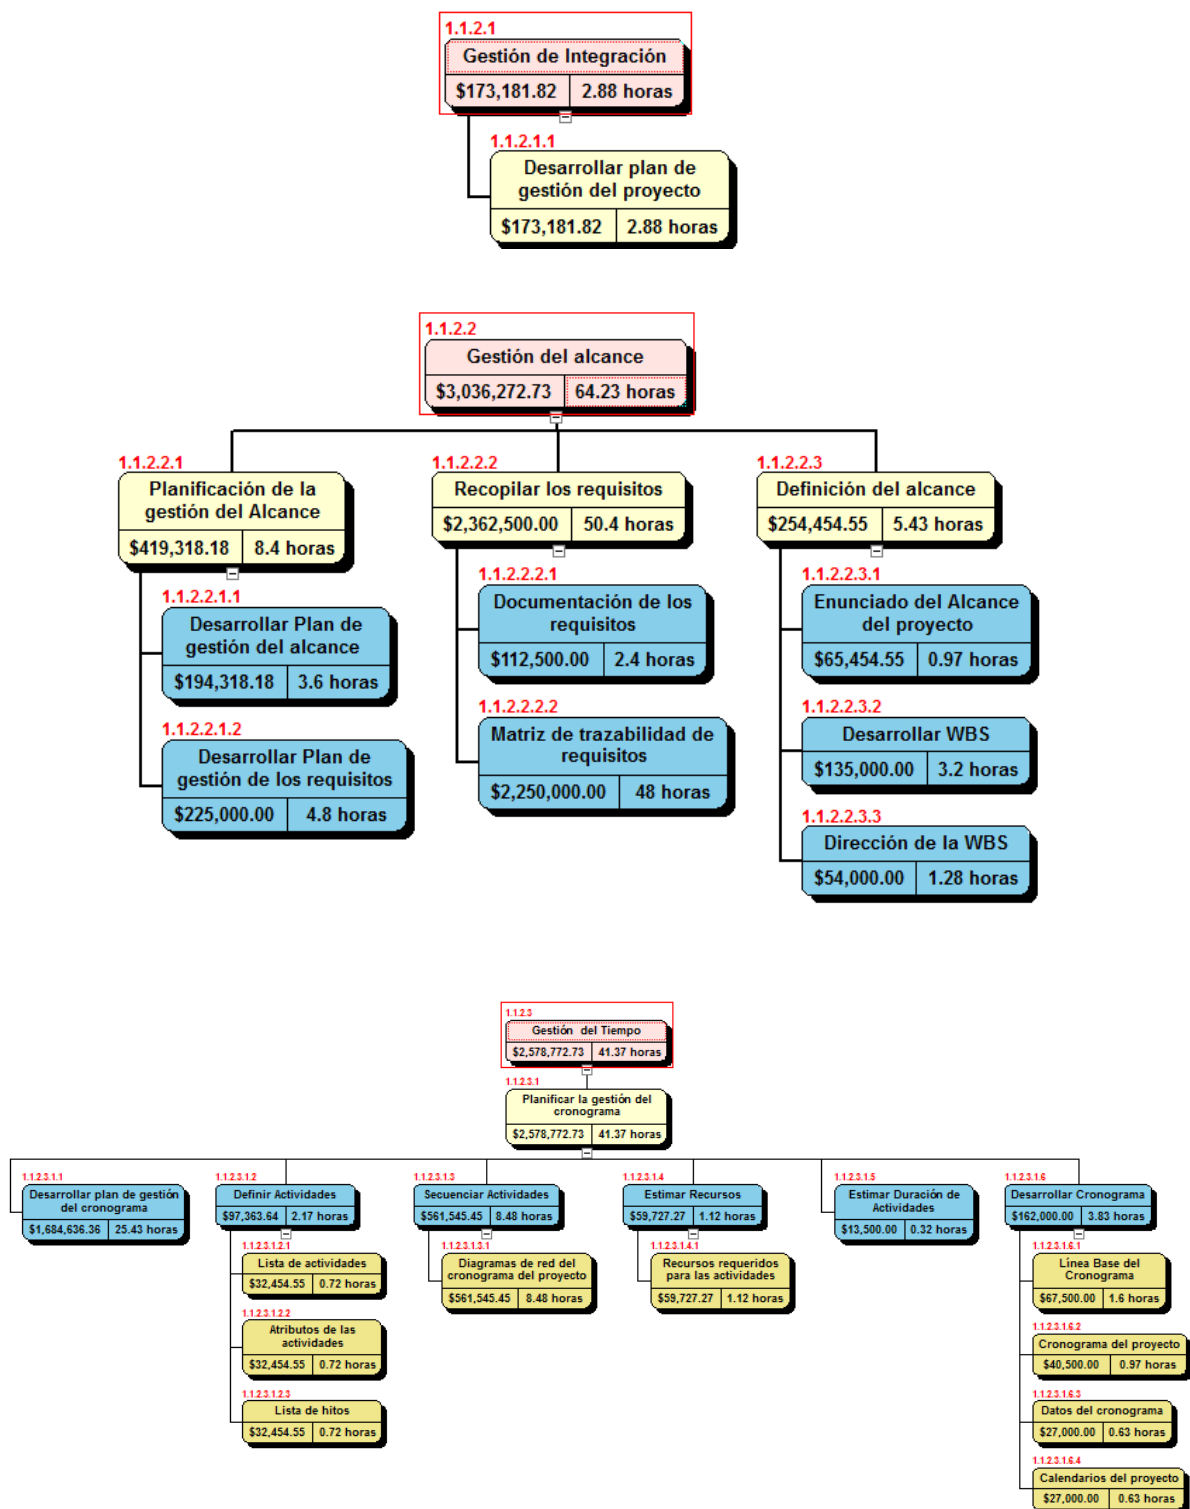 1.1.2.1
Gestión de Integración
$173,181.82 2.88 horas
1.1.2.1.1
Desarrollar plan de
gestión del proyecto
$173,181.82 2.88 horas
1.1.2.2
Gestión del alcance
$3,036,272.73 64.23 horas
1.1.2.2.1
Planificación de la
gestión del Alcance
$419,318.18 8.4 horas
1.1.2.2.1.1
Desarrollar Plan de
gestión del alcance
$194,318.18 3.6 horas
1.1.2.2.1.2
Desarrollar Plan de
gestión de los requisitos
$225,000.00 4.8 horas
1.1.2.2.2
Recopilar los requisitos
$2,362,500.00 50.4 horas
1.1.2.2.2.1
Documentación de los
requisitos
$112,500.00 2.4 horas
1.1.2.2.2.2
Matriz de trazabilidad de
requisitos
$2,250,000.00 48 horas
1.1.2.2.3
Definición del alcance
$254,454.55 5.43 horas
1.1.2.2.3.1
Enunciado del Alcance
del proyecto
$65,454.55 0.97 horas
1.1.2.2.3.2
Desarrollar WBS
$135,000.00 3.2 horas
1.1.2.2.3.3
Dirección de la WBS
$54,000.00 1.28 horas
1.1.2.3
Gestión del Tiempo
$2,578,772.73 41.37 horas
1.1.2.3.1
Planificar la gestión del
cronograma
$2,578,772.73 41.37 horas
1.1.2.3.1.1
Desarrollar plan de gestión
del cronograma
$1,684,636.36 25.43 horas
1.1.2.3.1.2
Definir Actividades
$97,363.64 2.17 horas
1.1.2.3.1.2.1
Lista de actividades
$32,454.55 0.72 horas
1.1.2.3.1.2.2
Atributos de las
actividades
$32,454.55 0.72 horas
1.1.2.3.1.2.3
Lista de hitos
$32,454.55 0.72 horas
1.1.2.3.1.3
Secuenciar Actividades
$561,545.45 8.48 horas
1.1.2.3.1.3.1
Diagramas de red del
cronograma del proyecto
$561,545.45 8.48 horas
1.1.2.3.1.4
Estimar Recursos
$59,727.27 1.12 horas
1.1.2.3.1.4.1
Recursos requeridos
para las actividades
$59,727.27 1.12 horas
1.1.2.3.1.5
Estimar Duración de
Actividades
$13,500.00 0.32 horas
1.1.2.3.1.6
Desarrollar Cronograma
$162,000.00 3.83 horas
1.1.2.3.1.6.1
Línea Base del
Cronograma
$67,500.00 1.6 horas
1.1.2.3.1.6.2
Cronograma del proyecto
$40,500.00 0.97 horas
1.1.2.3.1.6.3
Datos del cronograma
$27,000.00 0.63 horas
1.1.2.3.1.6.4
Calendarios del proyecto
$27,000.00 0.63 horas